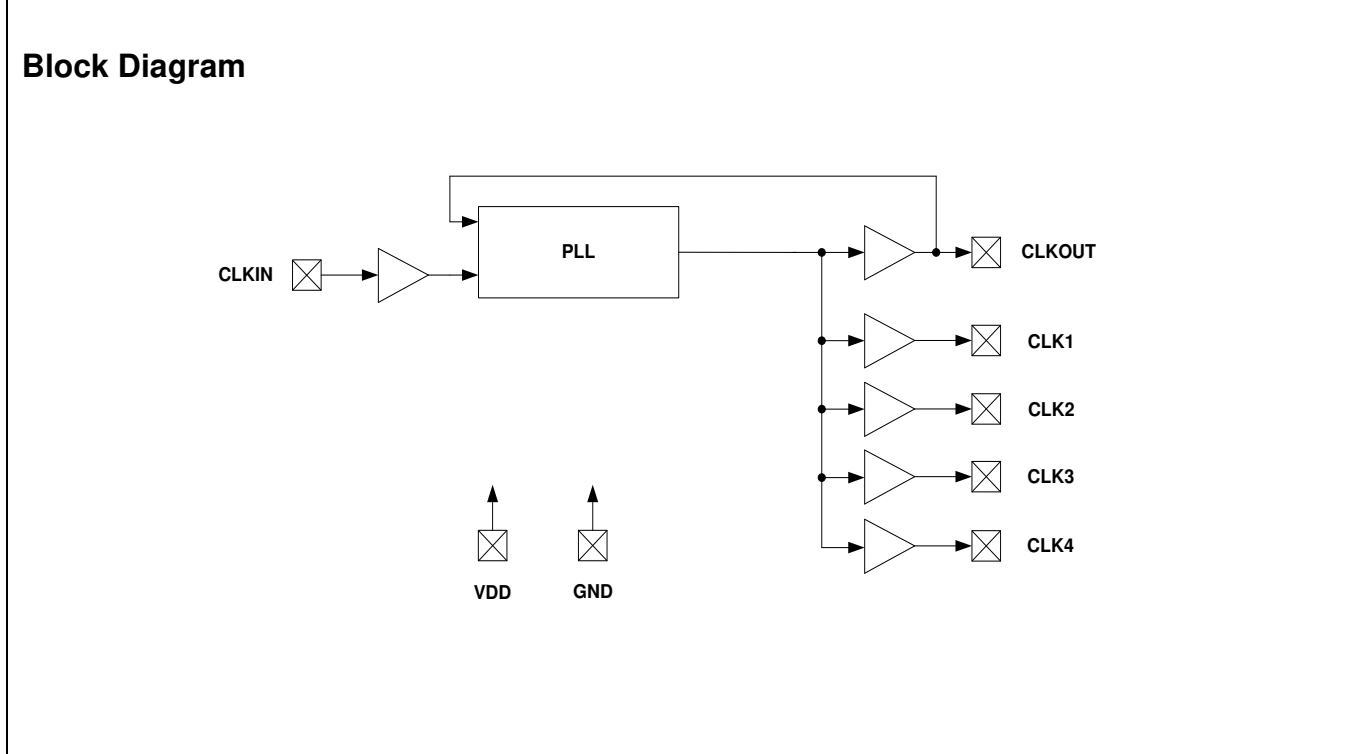 Block Diagram
PLL
CLKIN
CLKOUT
CLK1
CLK2
CLK3
CLK4
VDD
GND